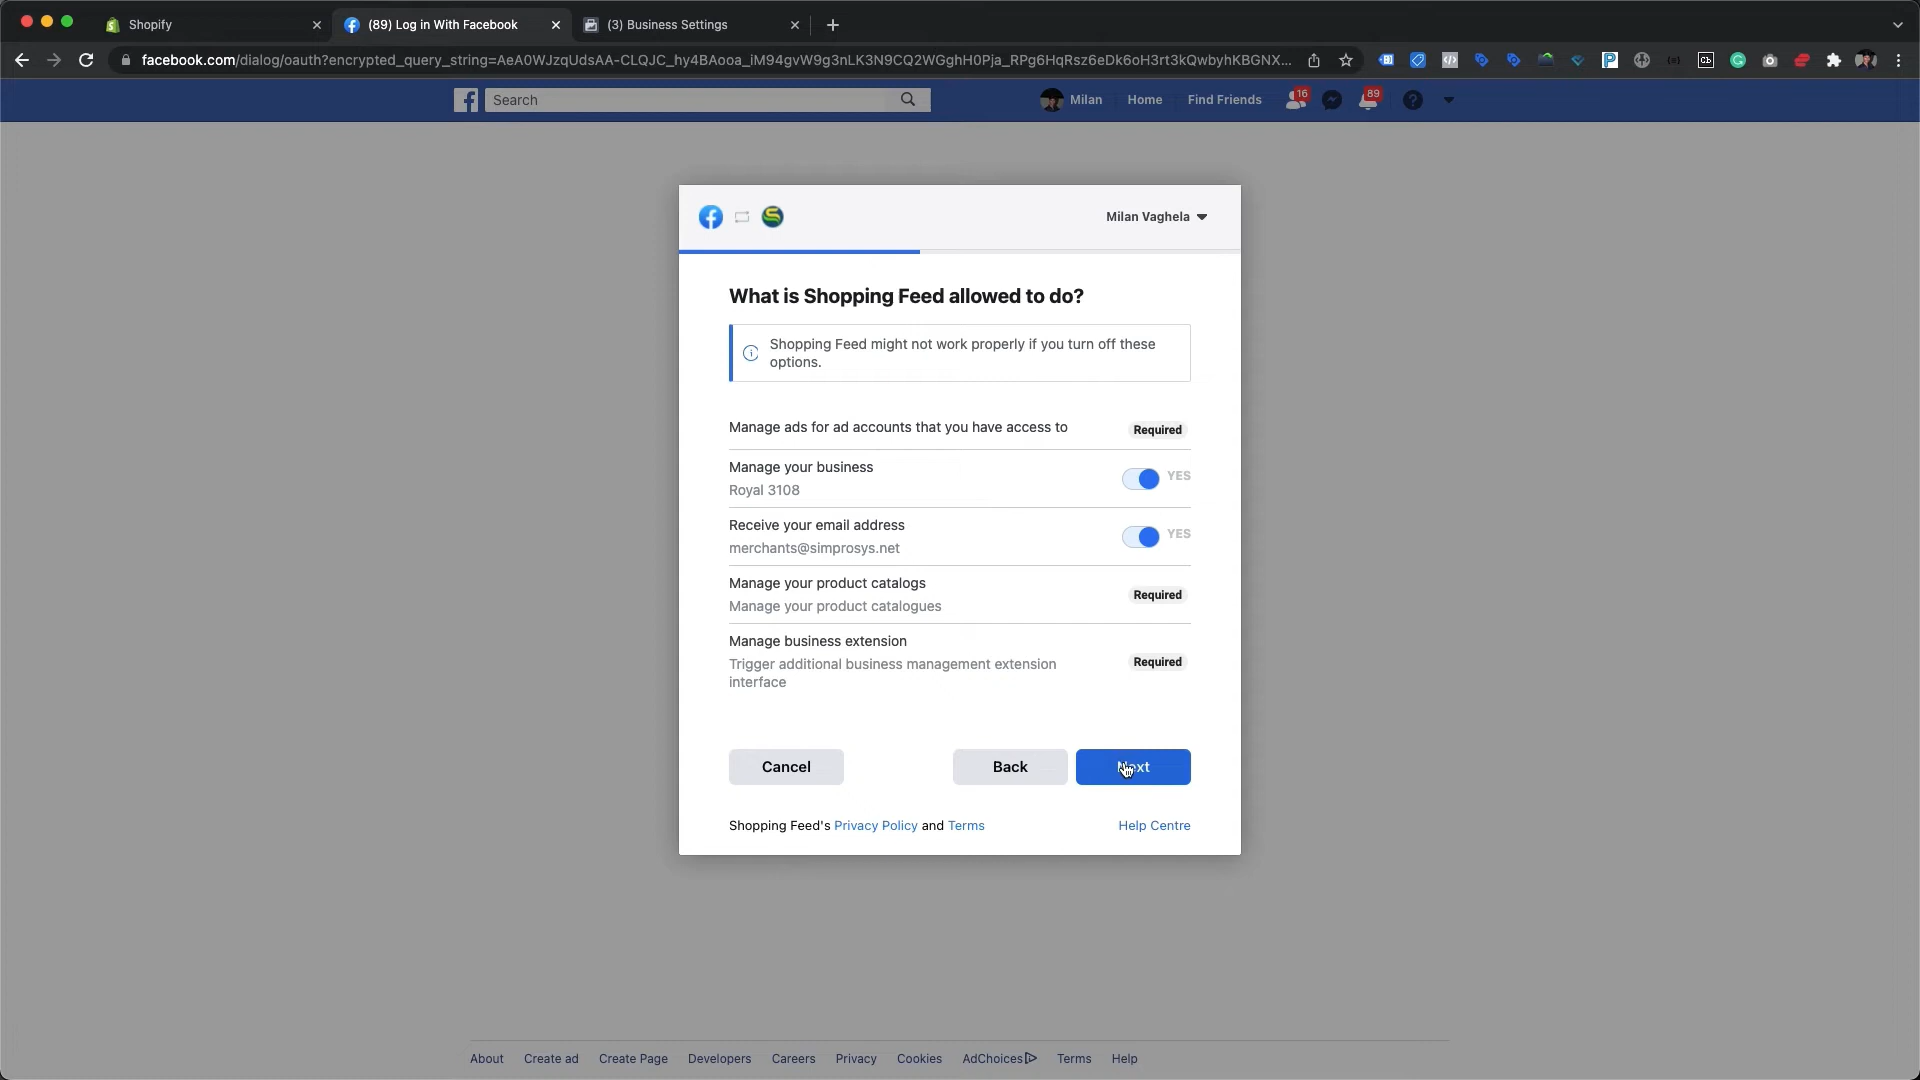 Shopify
(89) Log in With Facebook
(3) Business Settings
facebook.com/dialog/oauth?encrypted_query_string=AeA0WJzqUdsAA-CLQJC_hy4BAooa_iM94gvW9g3nLK3N9CQ2WGghH0Pja_RPg6HqRsz6eDk6oH3rt3kQwbyhKBGNX...
Search
Milan
Home
Find Friends
16
89
Milan Vaghela
What is Shopping Feed allowed to do?
Shopping Feed might not work properly if you turn off these
options.
Manage ads for ad accounts that you have access to
Required
Manage your business
Royal 3108
YES
Receive your email address
merchants@simprosys.net
YES
Manage your product catalogs
Manage your product catalogues
Required
Manage business extension
Trigger additional business management extension
interface
Required
Cancel
Back
Next
Shopping Feed's Privacy Policy and Terms
Help Centre
About
Create ad
Create Page
Developers
Careers
Privacy
Cookies
AdChoices
Terms
Help